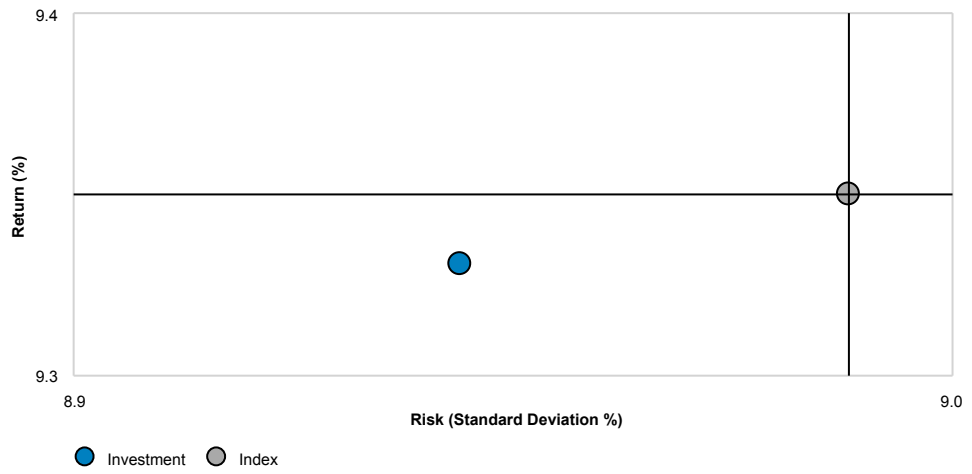 9.4
Return (%)
9.3
8.9
9.0
Risk (Standard Deviation %)
Investment Index